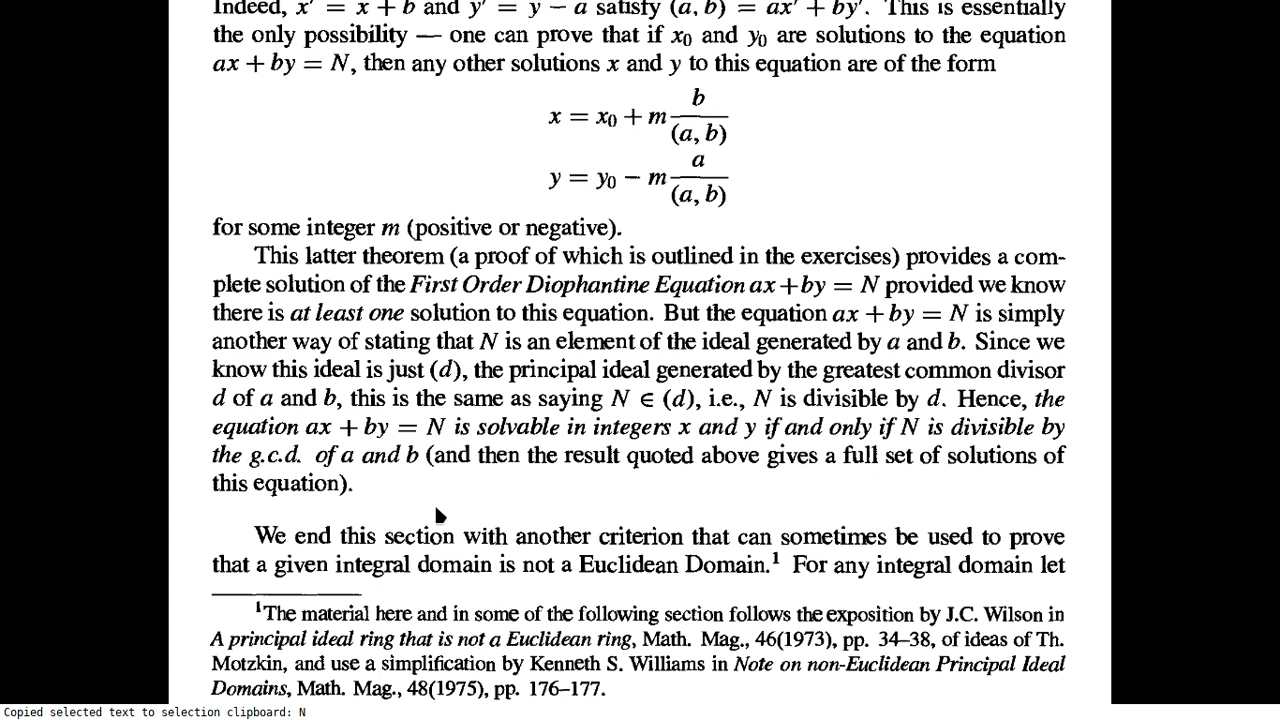 Indeed, x′ = x + b and y′ = y − a satisfy (a, b) = ax′ + by′. This is essentially
the only possibility — one can prove that if x₀ and y₀ are solutions to the equation
ax + by = N, then any other solutions x and y to this equation are of the form
x = x₀ + m b/(a, b)
y = y₀ − m a/(a, b)
for some integer m (positive or negative).
This latter theorem (a proof of which is outlined in the exercises) provides a com-
plete solution of the First Order Diophantine Equation ax + by = N provided we know
there is at least one solution to this equation. But the equation ax + by = N is simply
another way of stating that N is an element of the ideal generated by a and b. Since we
know this ideal is just (d), the principal ideal generated by the greatest common divisor
d of a and b, this is the same as saying N ∈ (d), i.e., N is divisible by d. Hence, the
equation ax + by = N is solvable in integers x and y if and only if N is divisible by
the g.c.d. of a and b (and then the result quoted above gives a full set of solutions of
this equation).
We end this section with another criterion that can sometimes be used to prove
that a given integral domain is not a Euclidean Domain.¹ For any integral domain let
¹The material here and in some of the following section follows the exposition by J.C. Wilson in
A principal ideal ring that is not a Euclidean ring, Math. Mag., 46(1973), pp. 34–38, of ideas of Th.
Motzkin, and use a simplification by Kenneth S. Williams in Note on non-Euclidean Principal Ideal
Domains, Math. Mag., 48(1975), pp. 176–177.
Copied selected text to selection clipboard: N